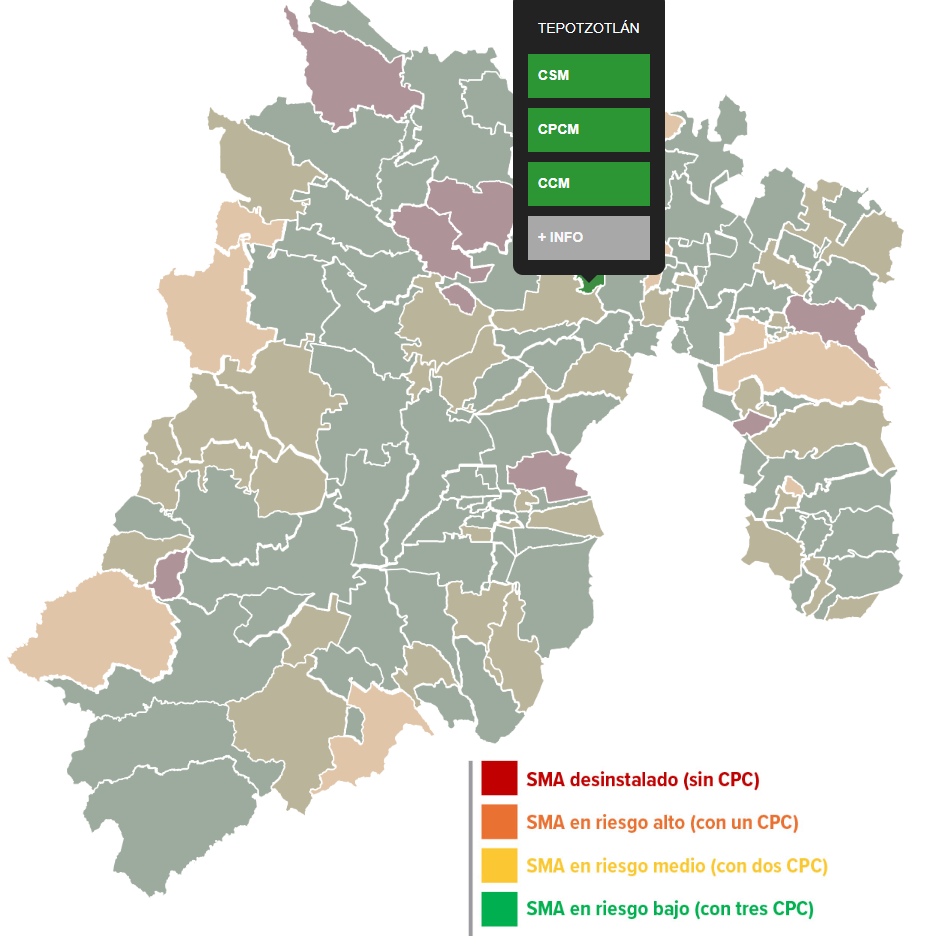 TEPOTZOTLÁN
CSM
CPCM
CCM
+ INFO
SMA desinstalado (sin CPC)
SMA en riesgo alto (con un CPC)
SMA en riesgo medio (con dos CPC)
SMA en riesgo bajo (con tres CPC)